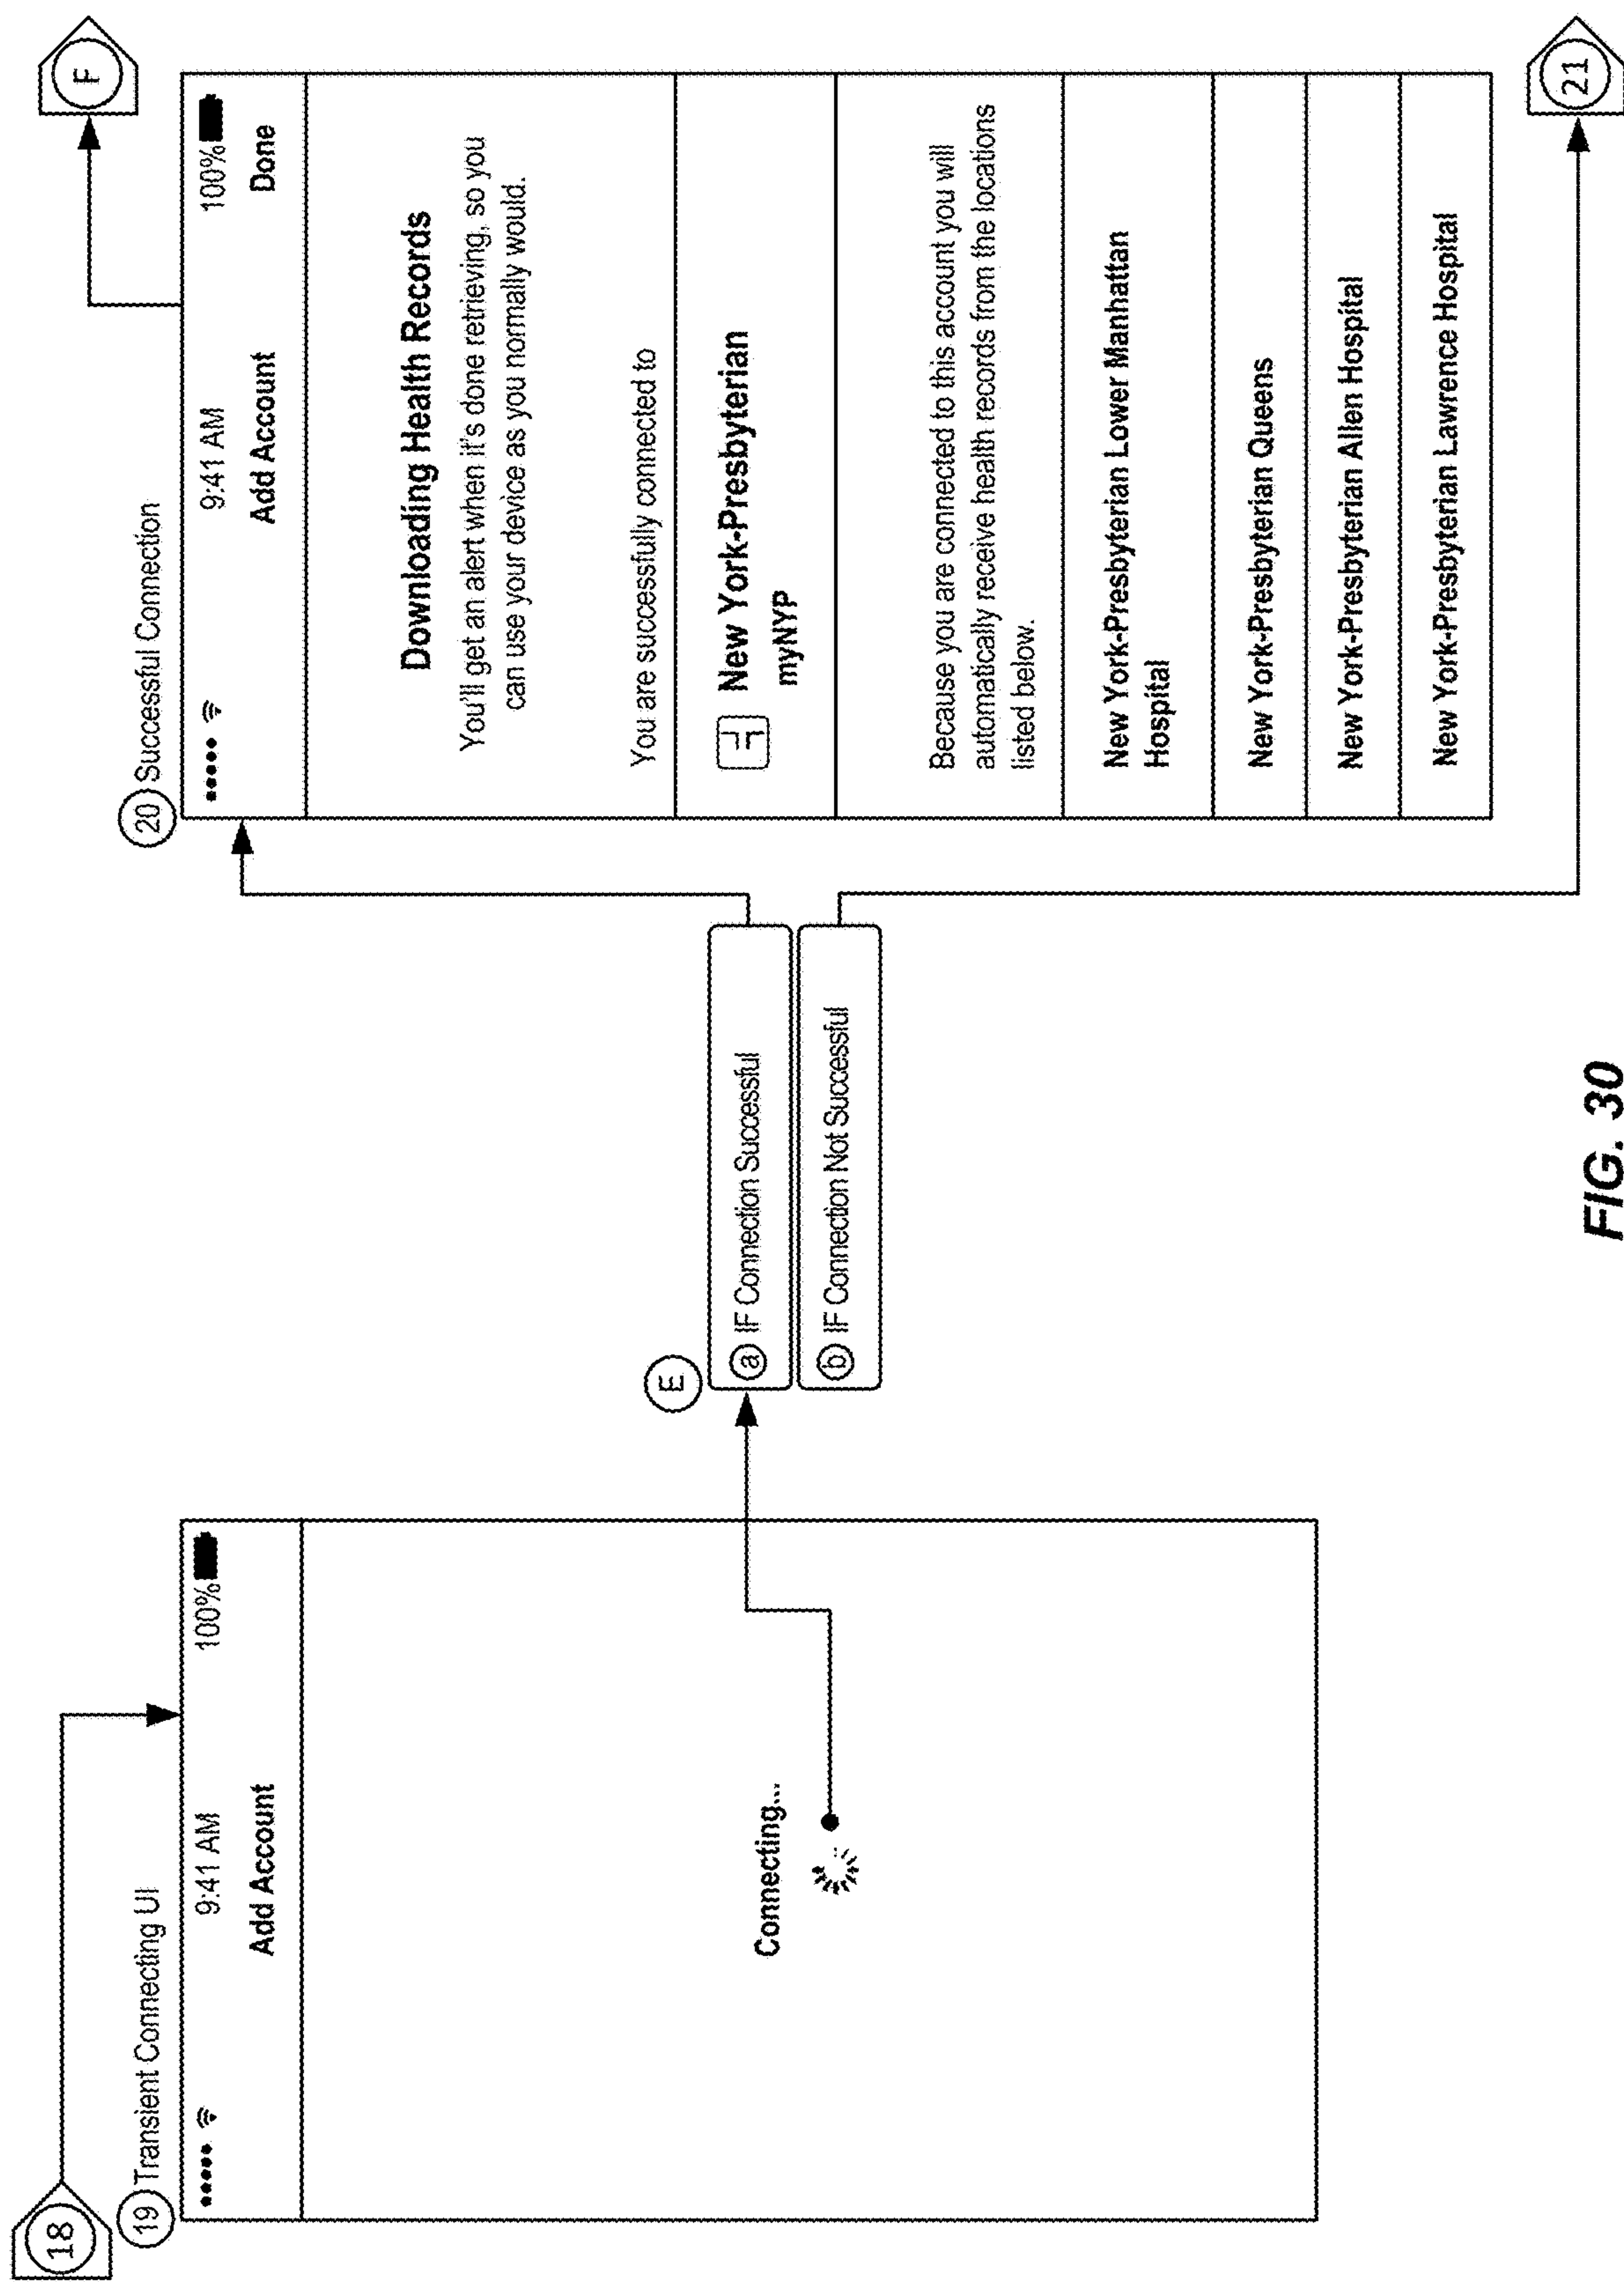 18
19 Transient Connecting UI
9:41 AM
100%
Add Account
Connecting...
E
a IF Connection Successful
b IF Connection Not Successful
20 Successful Connection
9:41 AM
100%
Add Account
Done
Downloading Health Records
You'll get an alert when it's done retrieving, so you
can use your device as you normally would.
You are successfully connected to
New York-Presbyterian
myNYP
Because you are connected to this account you will
automatically receive health records from the locations
listed below.
New York-Presbyterian Lower Manhattan
Hospital
New York-Presbyterian Queens
New York-Presbyterian Allen Hospital
New York-Presbyterian Lawrence Hospital
F
21
FIG. 30